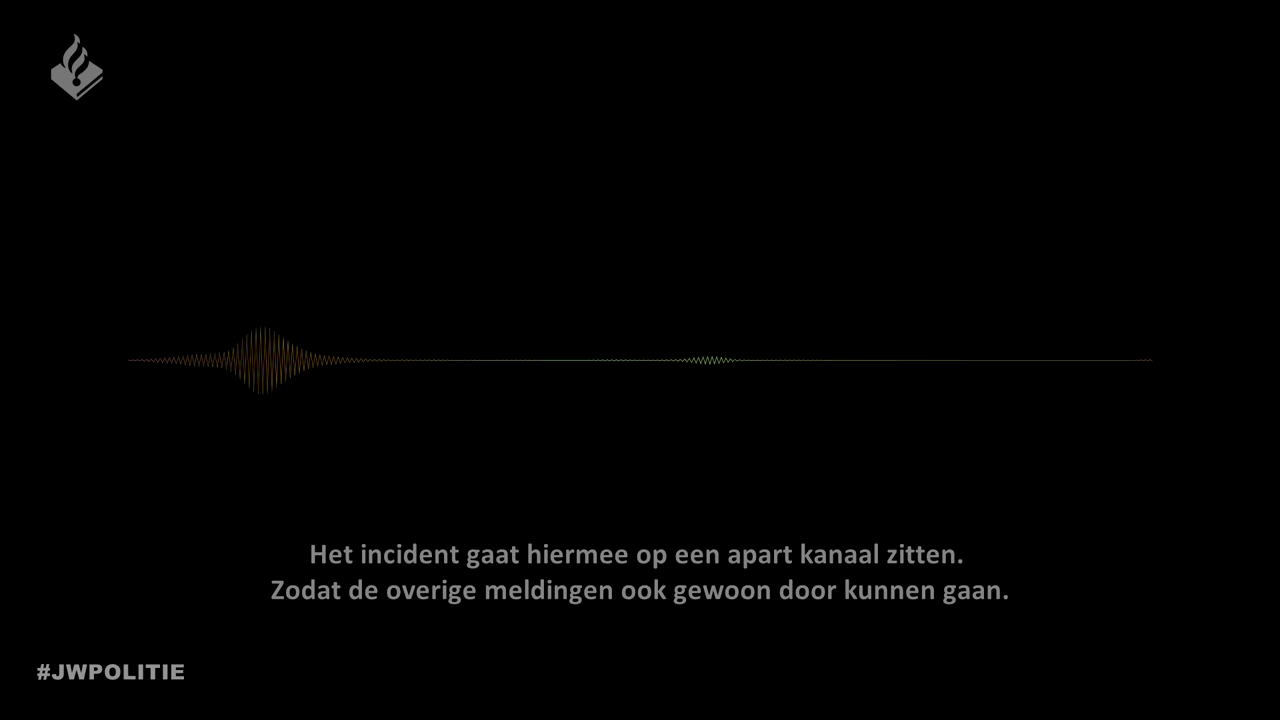 Het incident gaat hiermee op een apart kanaal zitten.
Zodat de overige meldingen ook gewoon door kunnen gaan.
#JWPOLITIE